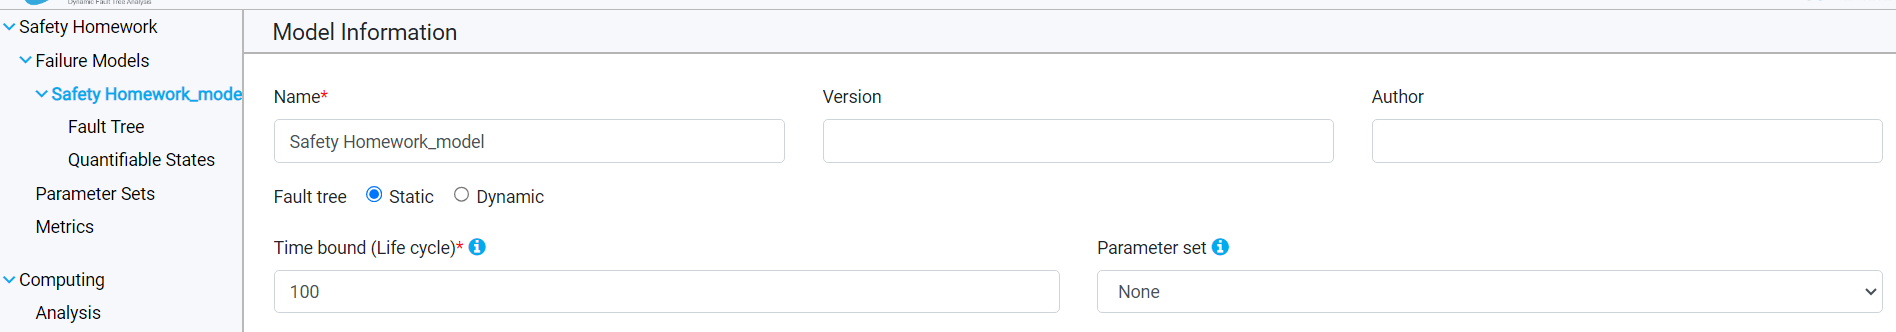 Dynamic Fault Tree Analysis
Safety Homework
Failure Models
Safety Homework_mode
Fault Tree
Quantifiable States
Parameter Sets
Metrics
Computing
Analysis
Model Information
Name* Version Author
Safety Homework_model
Fault tree Static Dynamic
Time bound (Life cycle)* Parameter set
100 None